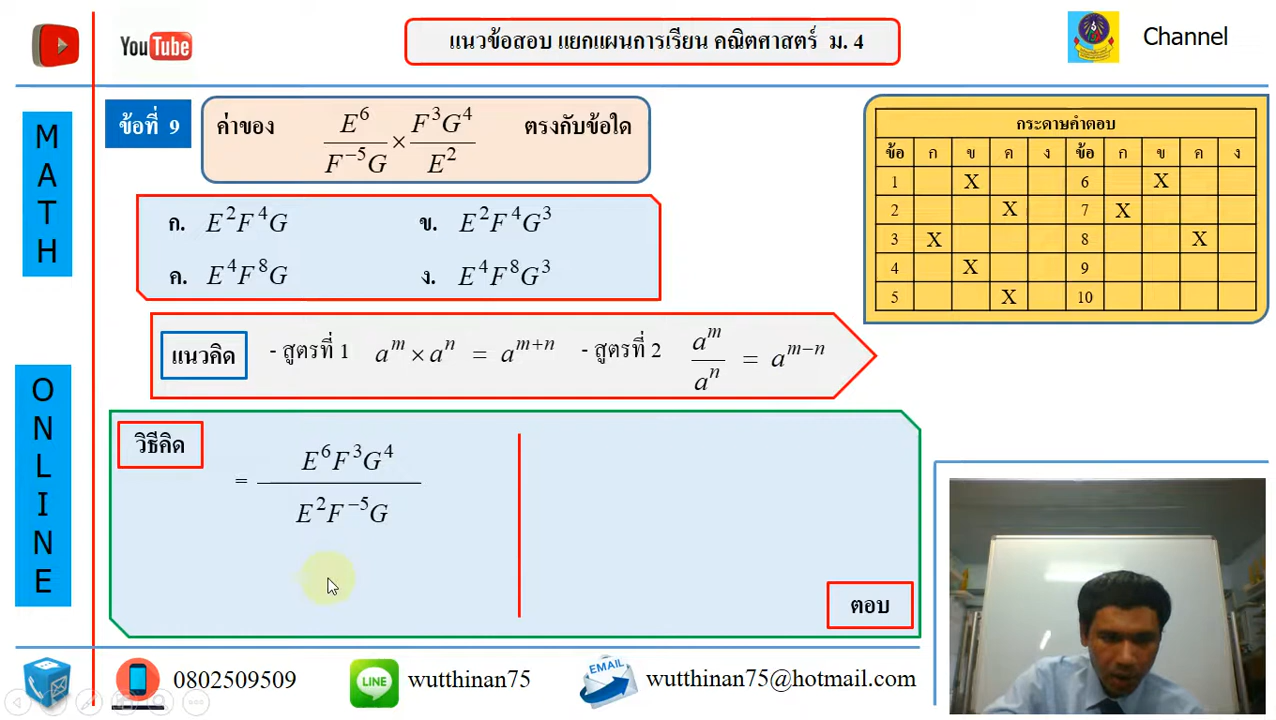 YouTube
แนวข้อสอบ แยกแผนการเรียน คณิตศาสตร์ ม. 4
Channel
MATH
ONLINE
ข้อที่ 9
ค่าของ E^6/F^-5G × F^3G^4/E^2 ตรงกับข้อใด
ก. E^2F^4G ข. E^2F^4G^3
ค. E^4F^8G ง. E^4F^8G^3
กระดาษคำตอบ
ข้อ ก ข ค ง ข้อ ก ข ค ง
1 X 6 X
2 X 7 X
3 X 8 X
4 X 9
5 X 10
แนวคิด - สูตรที่ 1 a^m × a^n = a^m+n - สูตรที่ 2 a^m/a^n = a^m−n
วิธีคิด
= E^6F^3G^4/E^2F^-5G
ตอบ
0802509509
LINE
wutthinan75
EMAIL
wutthinan75@hotmail.com